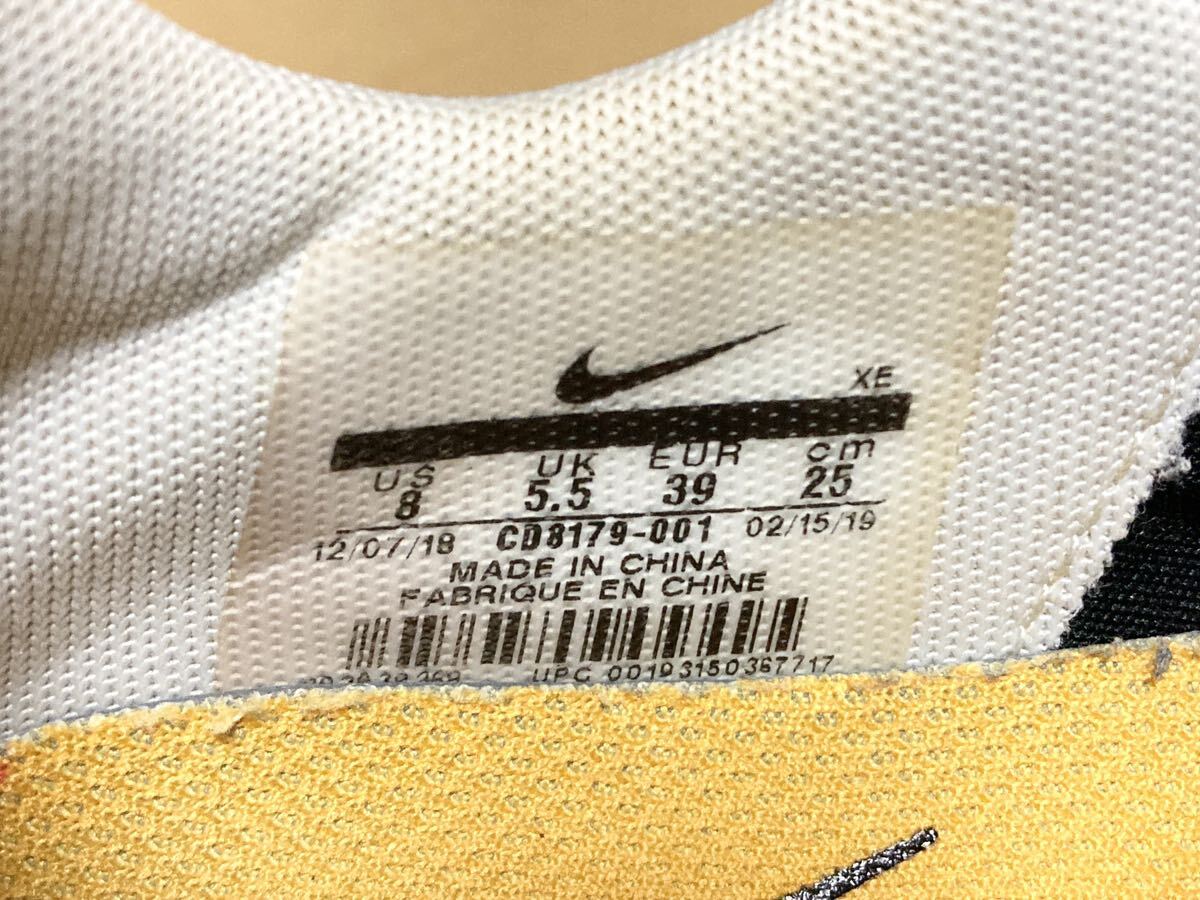 XE
US UK EUR cm
8 5.5 39 25
12/07/18 CD8179-001 02/15/19
MADE IN CHINA
FABRIQUE EN CHINE
UPC 00193150367717